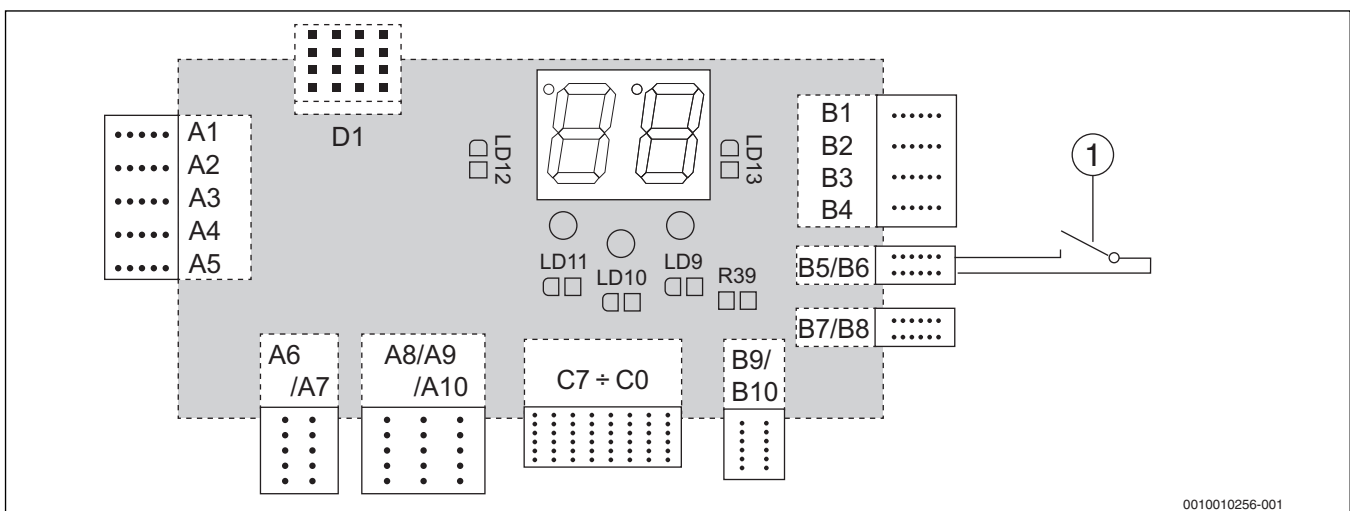 D1
A1
A2
A3
A4
A5
LD12
LD13
B1
B2
B3
B4
1
LD11
LD10
LD9
R39
B5/B6
B7/B8
A6
/A7
A8/A9
/A10
C7 ÷ C0
B9/
B10
0010010256-001